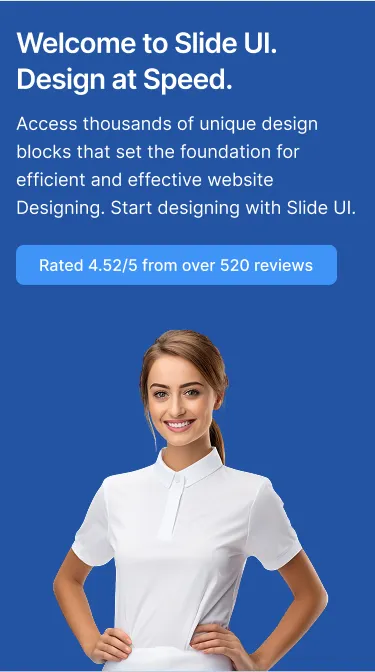 Welcome to Slide UI.
Design at Speed.
Access thousands of unique design
blocks that set the foundation for
efficient and effective website
Designing. Start designing with Slide UI.
Rated 4.52/5 from over 520 reviews